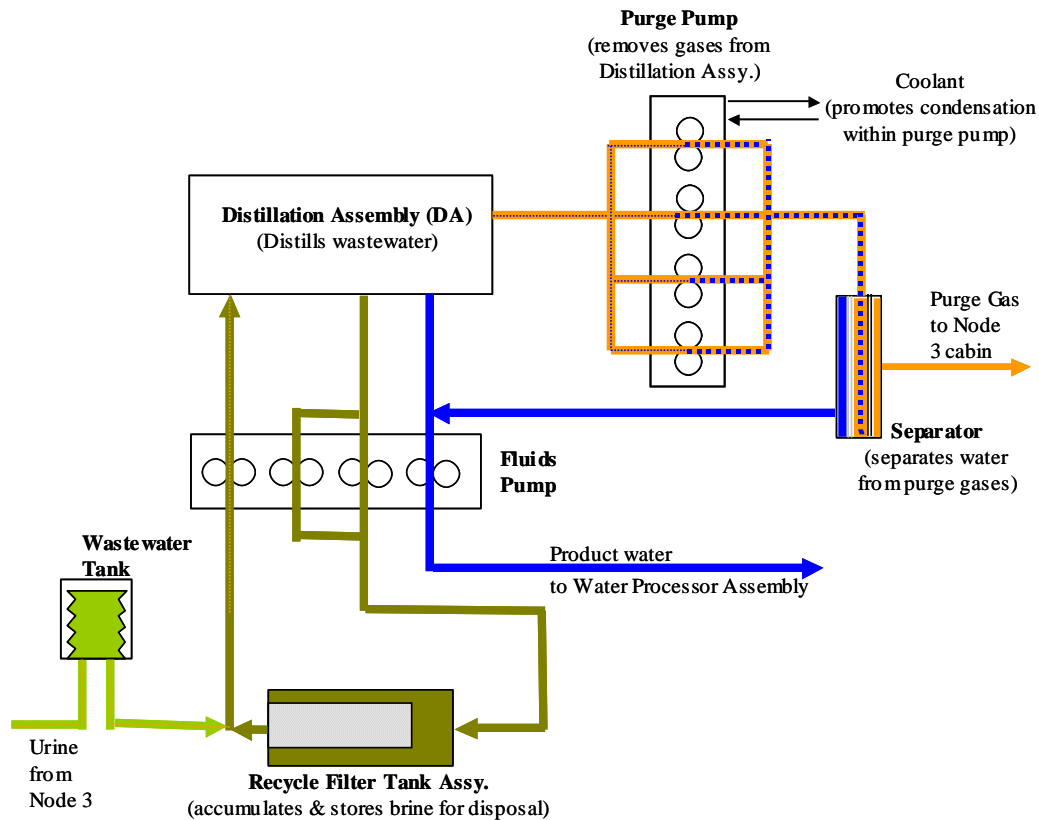 Purge Pump
(removes gases from
Distillation Assy.)
Coolant
(promotes condensation
within purge pump)
Distillation Assembly (DA)
(Distills wastewater)
Purge Gas
to Node
3 cabin
Separator
(separates water
from purge gases)
Fluids
Pump
Wastewater
Tank
Product water
to Water Processor Assembly
Urine
from
Node 3
Recycle Filter Tank Assy.
(accumulates & stores brine for disposal)